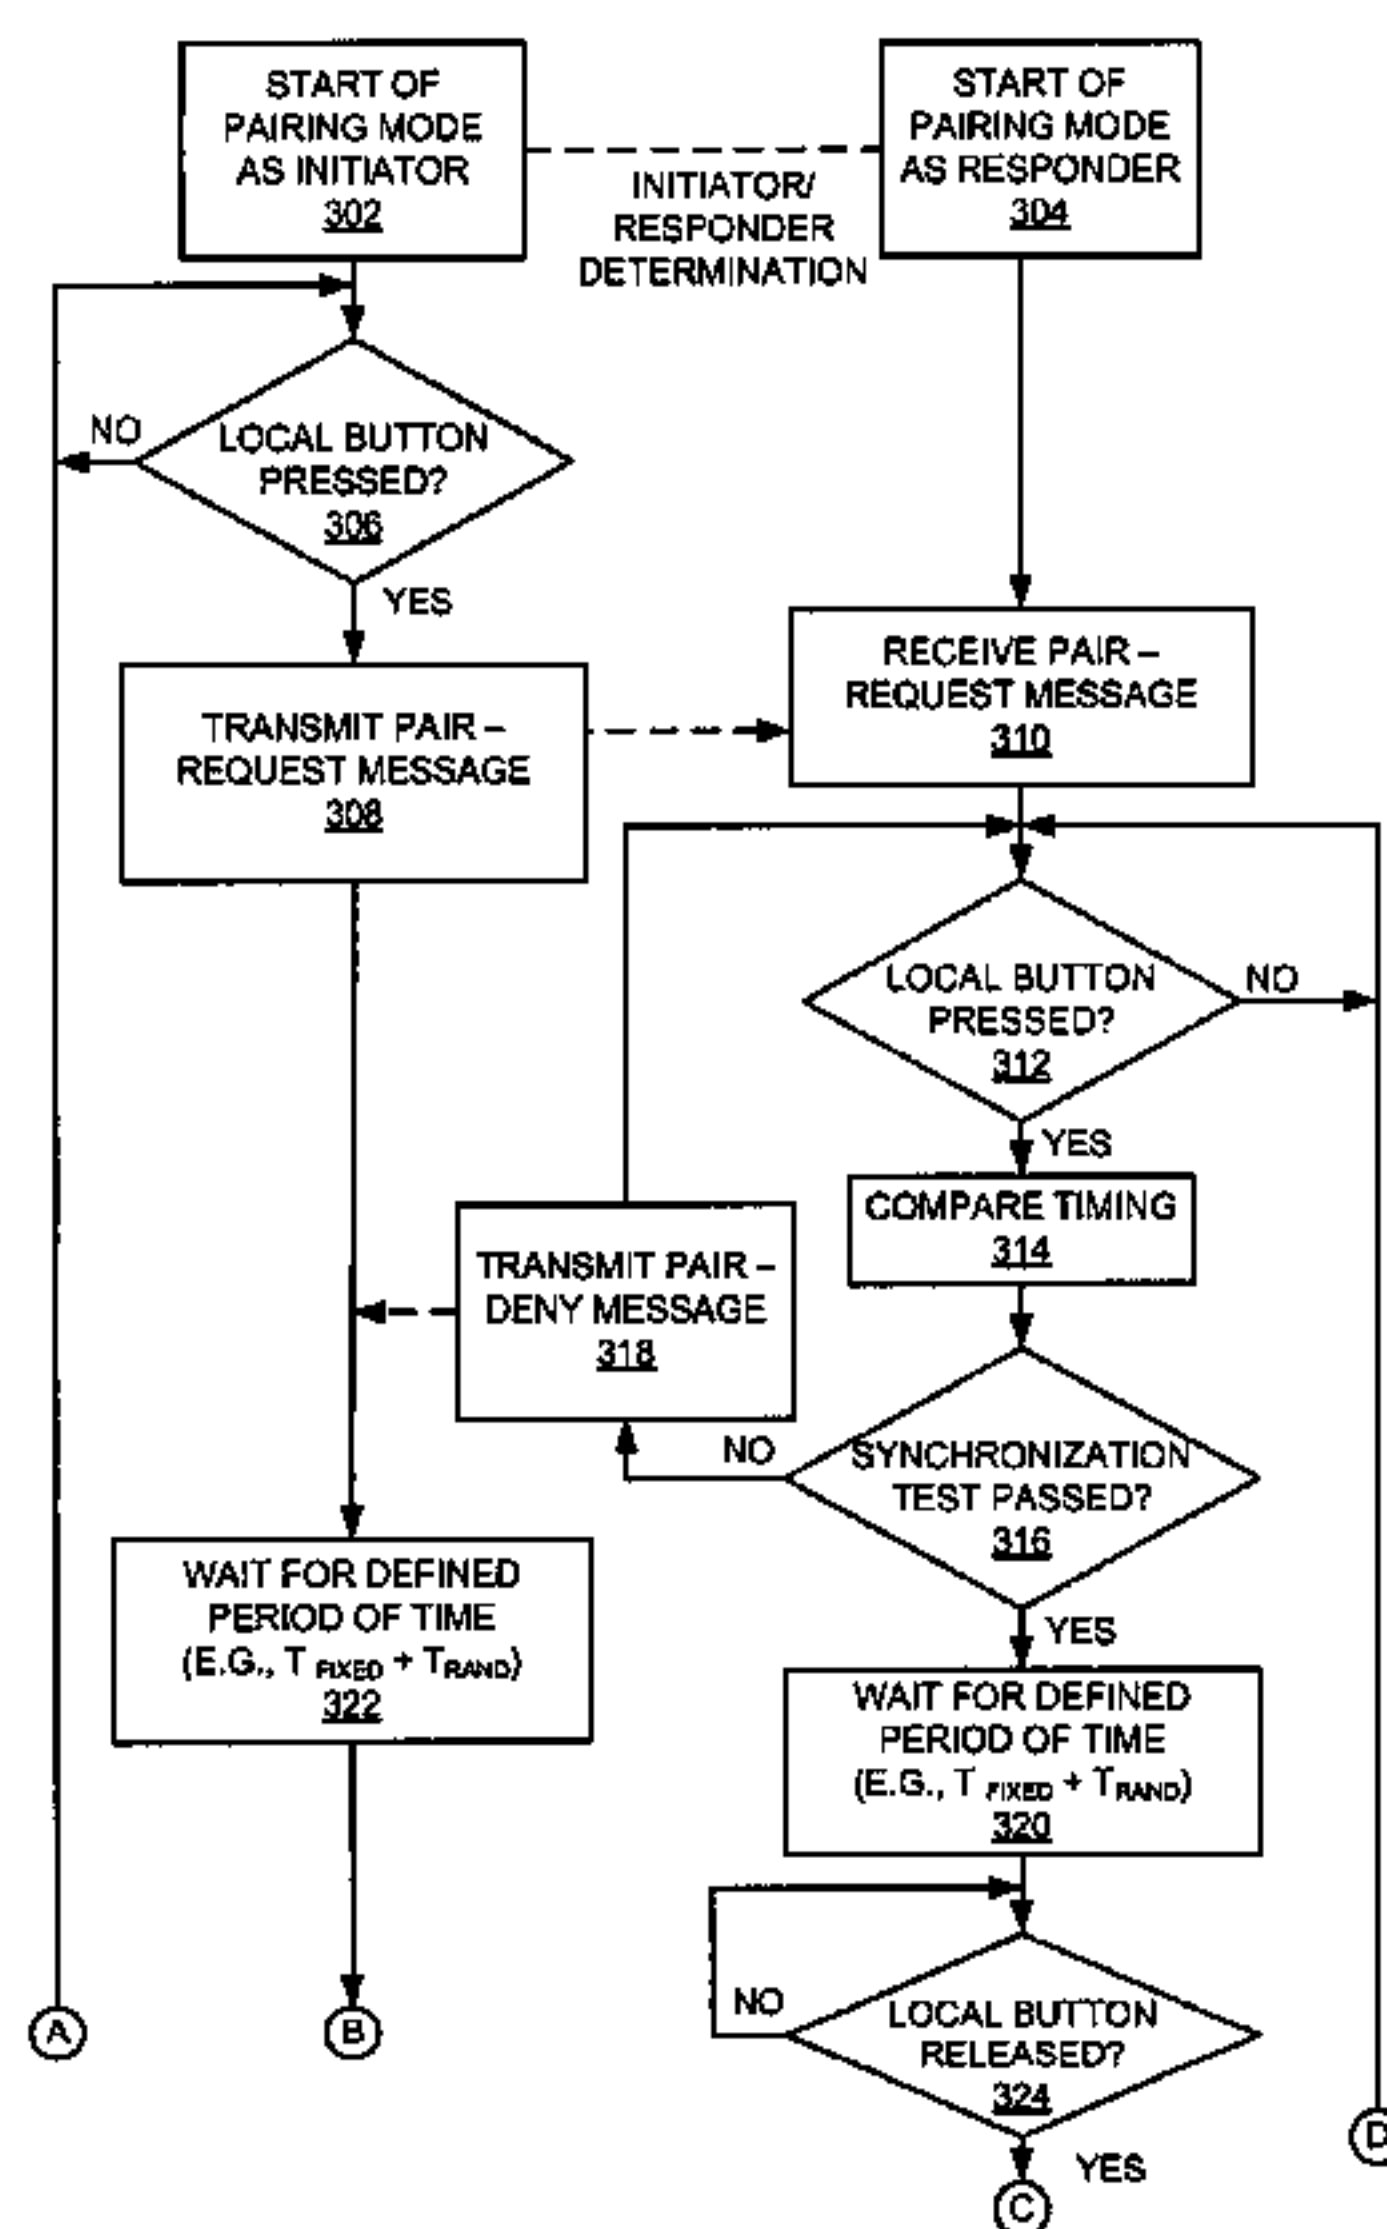 START OF
PAIRING MODE
AS INITIATOR
302
START OF
PAIRING MODE
AS RESPONDER
304
INITIATOR/
RESPONDER
DETERMINATION
NO
LOCAL BUTTON
PRESSED?
306
YES
TRANSMIT PAIR –
REQUEST MESSAGE
308
RECEIVE PAIR –
REQUEST MESSAGE
310
LOCAL BUTTON
PRESSED?
312
NO
YES
COMPARE TIMING
314
TRANSMIT PAIR –
DENY MESSAGE
318
NO
SYNCHRONIZATION
TEST PASSED?
316
YES
WAIT FOR DEFINED
PERIOD OF TIME
(E.G., T FIXED + TRAND)
322
WAIT FOR DEFINED
PERIOD OF TIME
(E.G., T FIXED + TRAND)
320
NO
LOCAL BUTTON
RELEASED?
324
YES
A
B
C
D